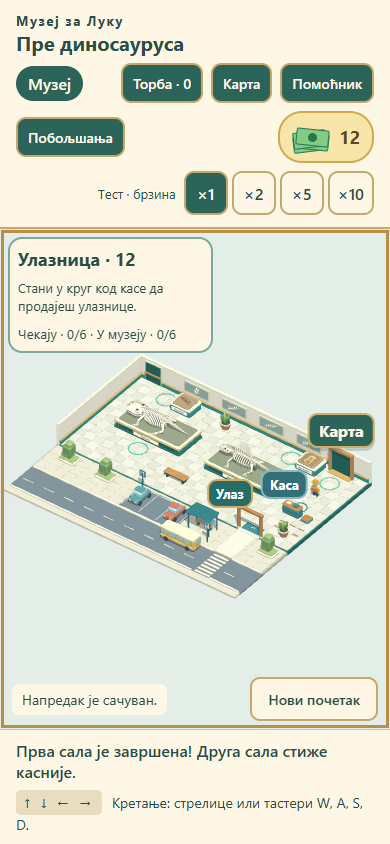 Музеј за Луку
Пре диносауруса
Музеј
Торба · 0
Карта
Помоћник
Побољшања
12
Тест · брзина
×1
×2
×5
×10
Улазница · 12
Стани у круг код касе да
продајеш улазнице.
Чекају · 0/6 · У музеју · 0/6
Карта
Каса
Улаз
Напредак је сачуван.
Нови почетак
Прва сала је завршена! Друга сала стиже
касније.
↑ ↓ ← → Кретање: стрелице или тастери W, A, S,
D.